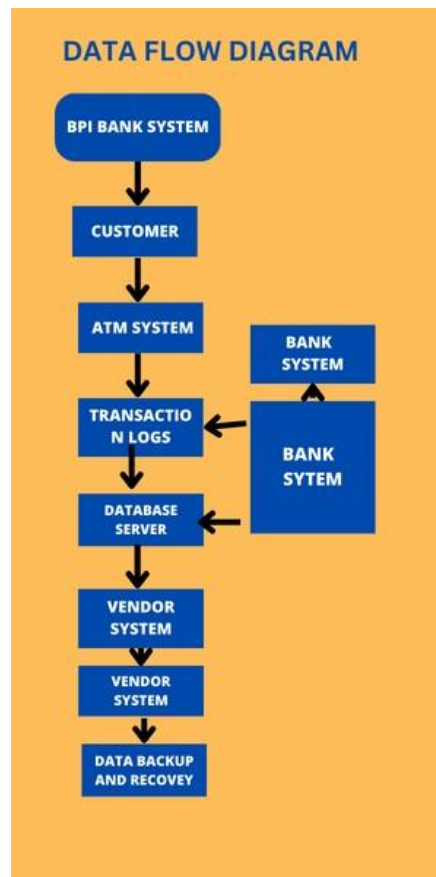 DATA FLOW DIAGRAM
BPI BANK SYSTEM
CUSTOMER
ATM SYSTEM
BANK
SYSTEM
TRANSACTIO
N LOGS
BANK
SYTEM
DATABASE
SERVER
VENDOR
SYSTEM
VENDOR
SYSTEM
DATA BACKUP
AND RECOVEY